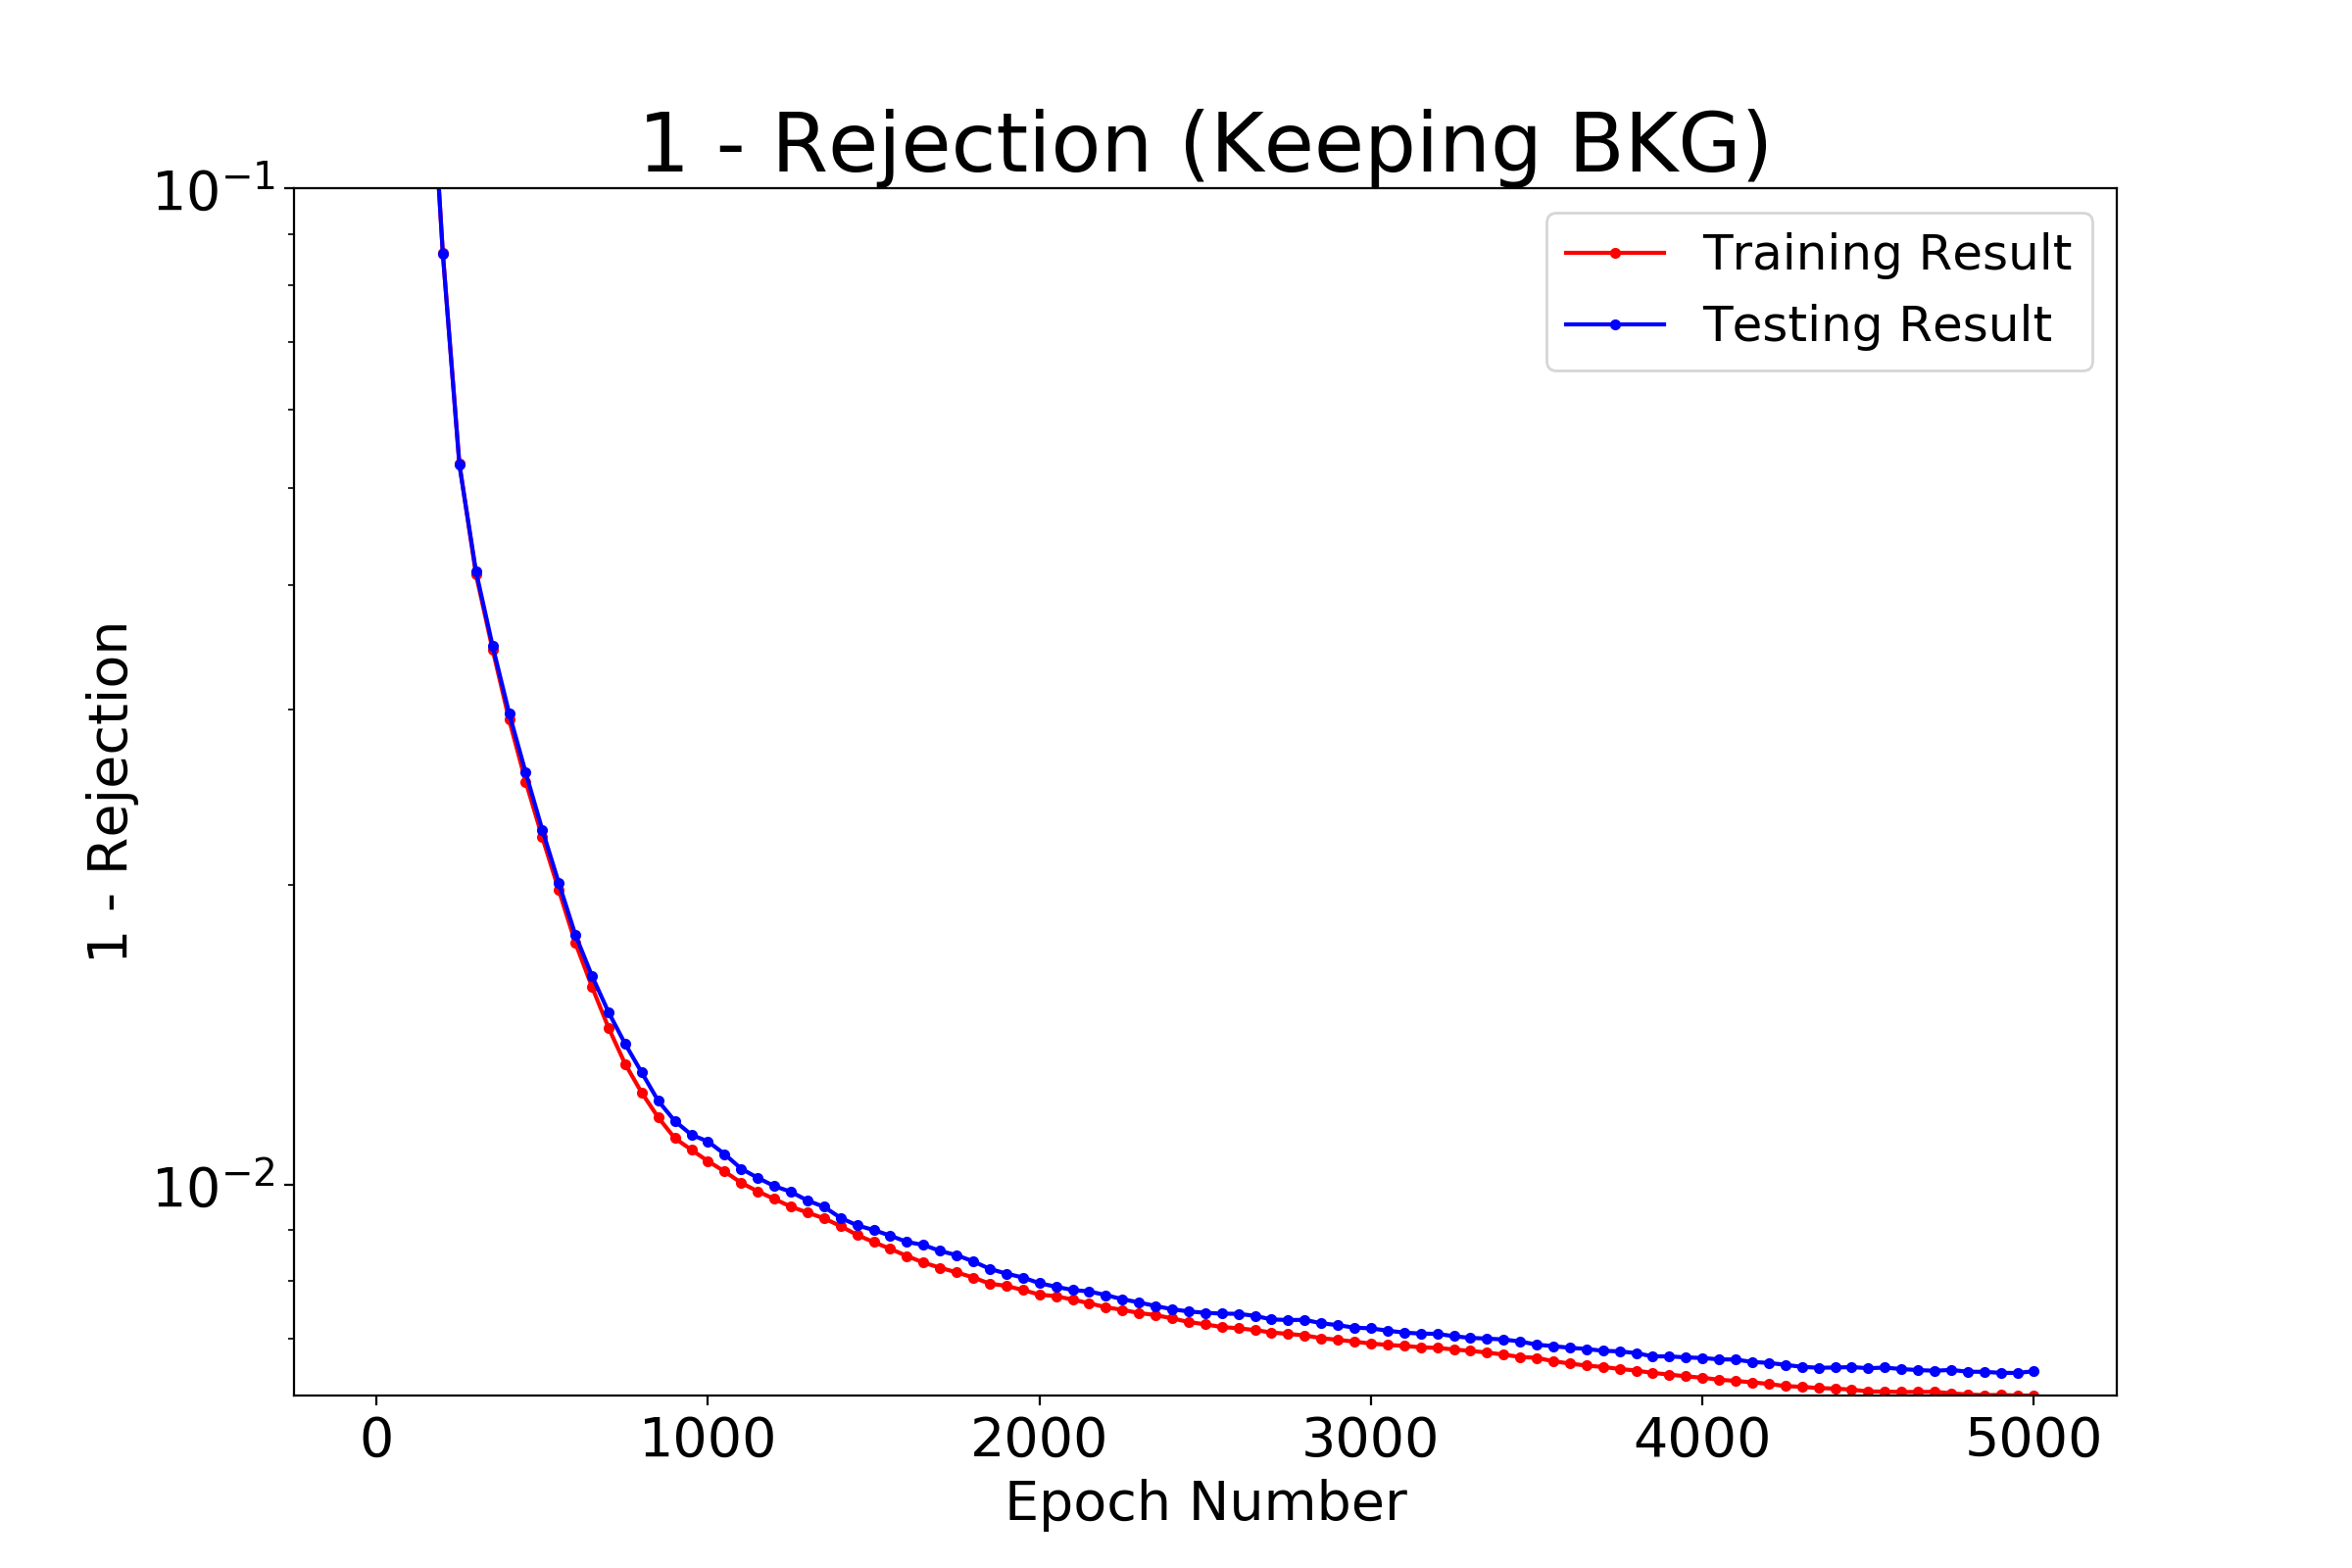 1 - Rejection (Keeping BKG)
10⁻¹
Training Result
Testing Result
1 - Rejection
10⁻²
0 1000 2000 3000 4000 5000
Epoch Number